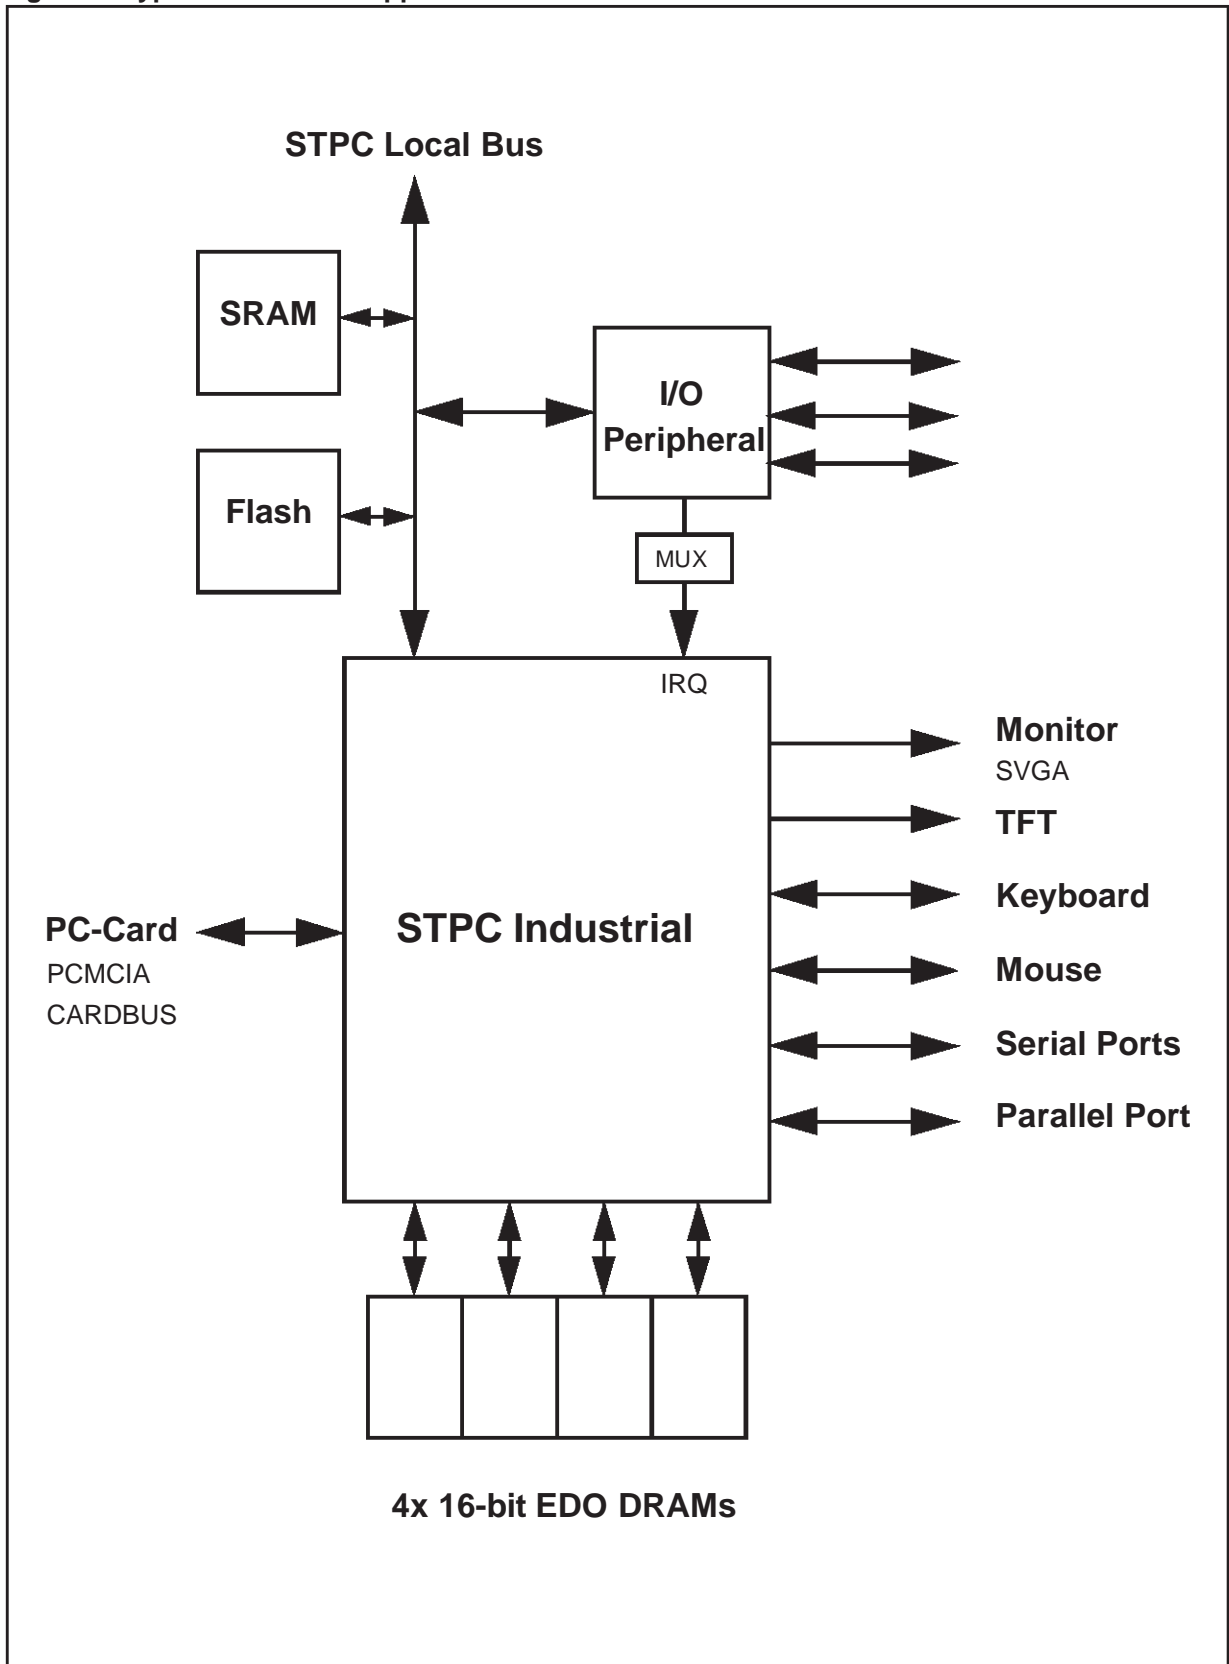 STPC Local Bus
SRAM
I/O
Peripheral
Flash
MUX
IRQ
Monitor
SVGA
TFT
Keyboard
PC-Card
STPC Industrial
PCMCIA
Mouse
CARDBUS
Serial Ports
Parallel Port
4x 16-bit EDO DRAMs